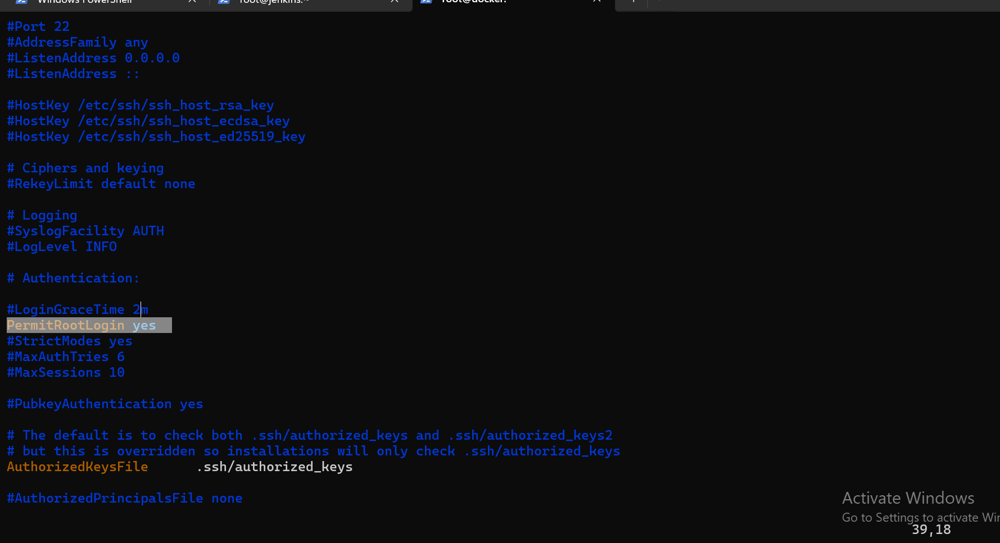 Windows PowerShell
root@jenkins:~
root@docker:
#Port 22
#AddressFamily any
#ListenAddress 0.0.0.0
#ListenAddress ::
#HostKey /etc/ssh/ssh_host_rsa_key
#HostKey /etc/ssh/ssh_host_ecdsa_key
#HostKey /etc/ssh/ssh_host_ed25519_key
# Ciphers and keying
#RekeyLimit default none
# Logging
#SyslogFacility AUTH
#LogLevel INFO
# Authentication:
#LoginGraceTime 2m
PermitRootLogin yes
#StrictModes yes
#MaxAuthTries 6
#MaxSessions 10
#PubkeyAuthentication yes
# The default is to check both .ssh/authorized_keys and .ssh/authorized_keys2
# but this is overridden so installations will only check .ssh/authorized_keys
AuthorizedKeysFile .ssh/authorized_keys
#AuthorizedPrincipalsFile none
Activate Windows
Go to Settings to activate Win
39,18